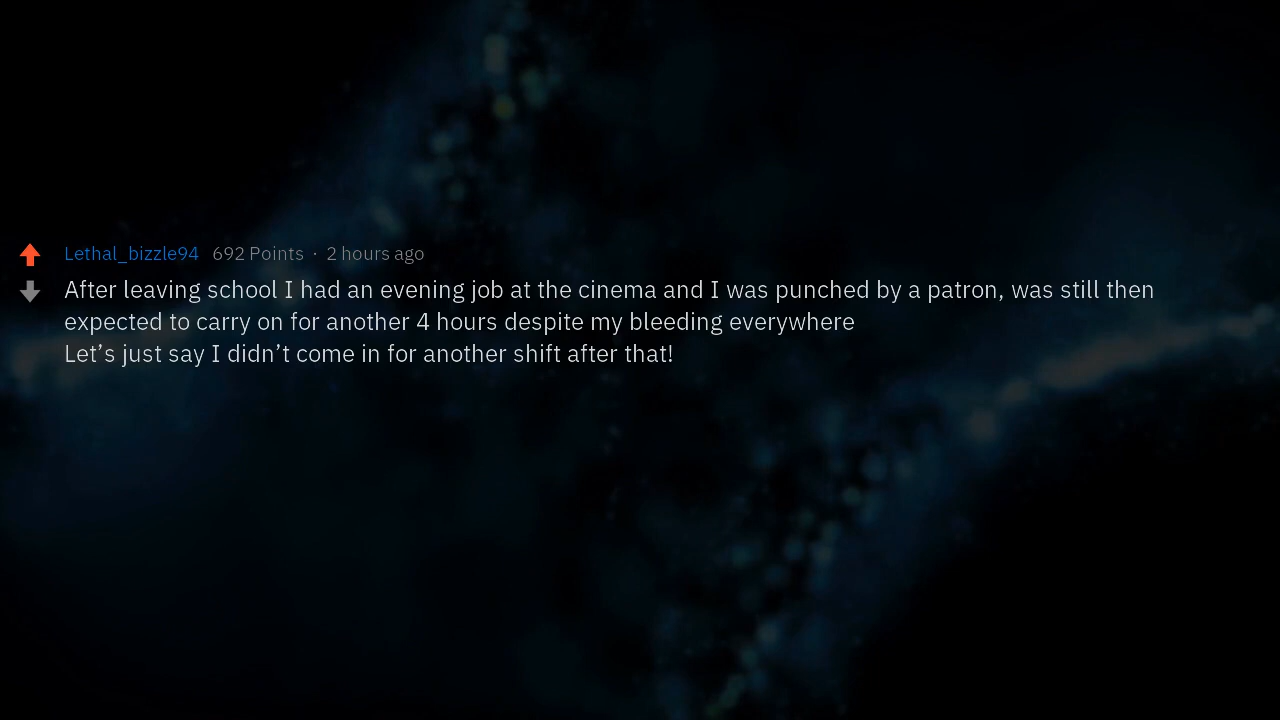 Lethal_bizzle94 692 Points · 2 hours ago
After leaving school I had an evening job at the cinema and I was punched by a patron, was still then
expected to carry on for another 4 hours despite my bleeding everywhere
Let’s just say I didn’t come in for another shift after that!